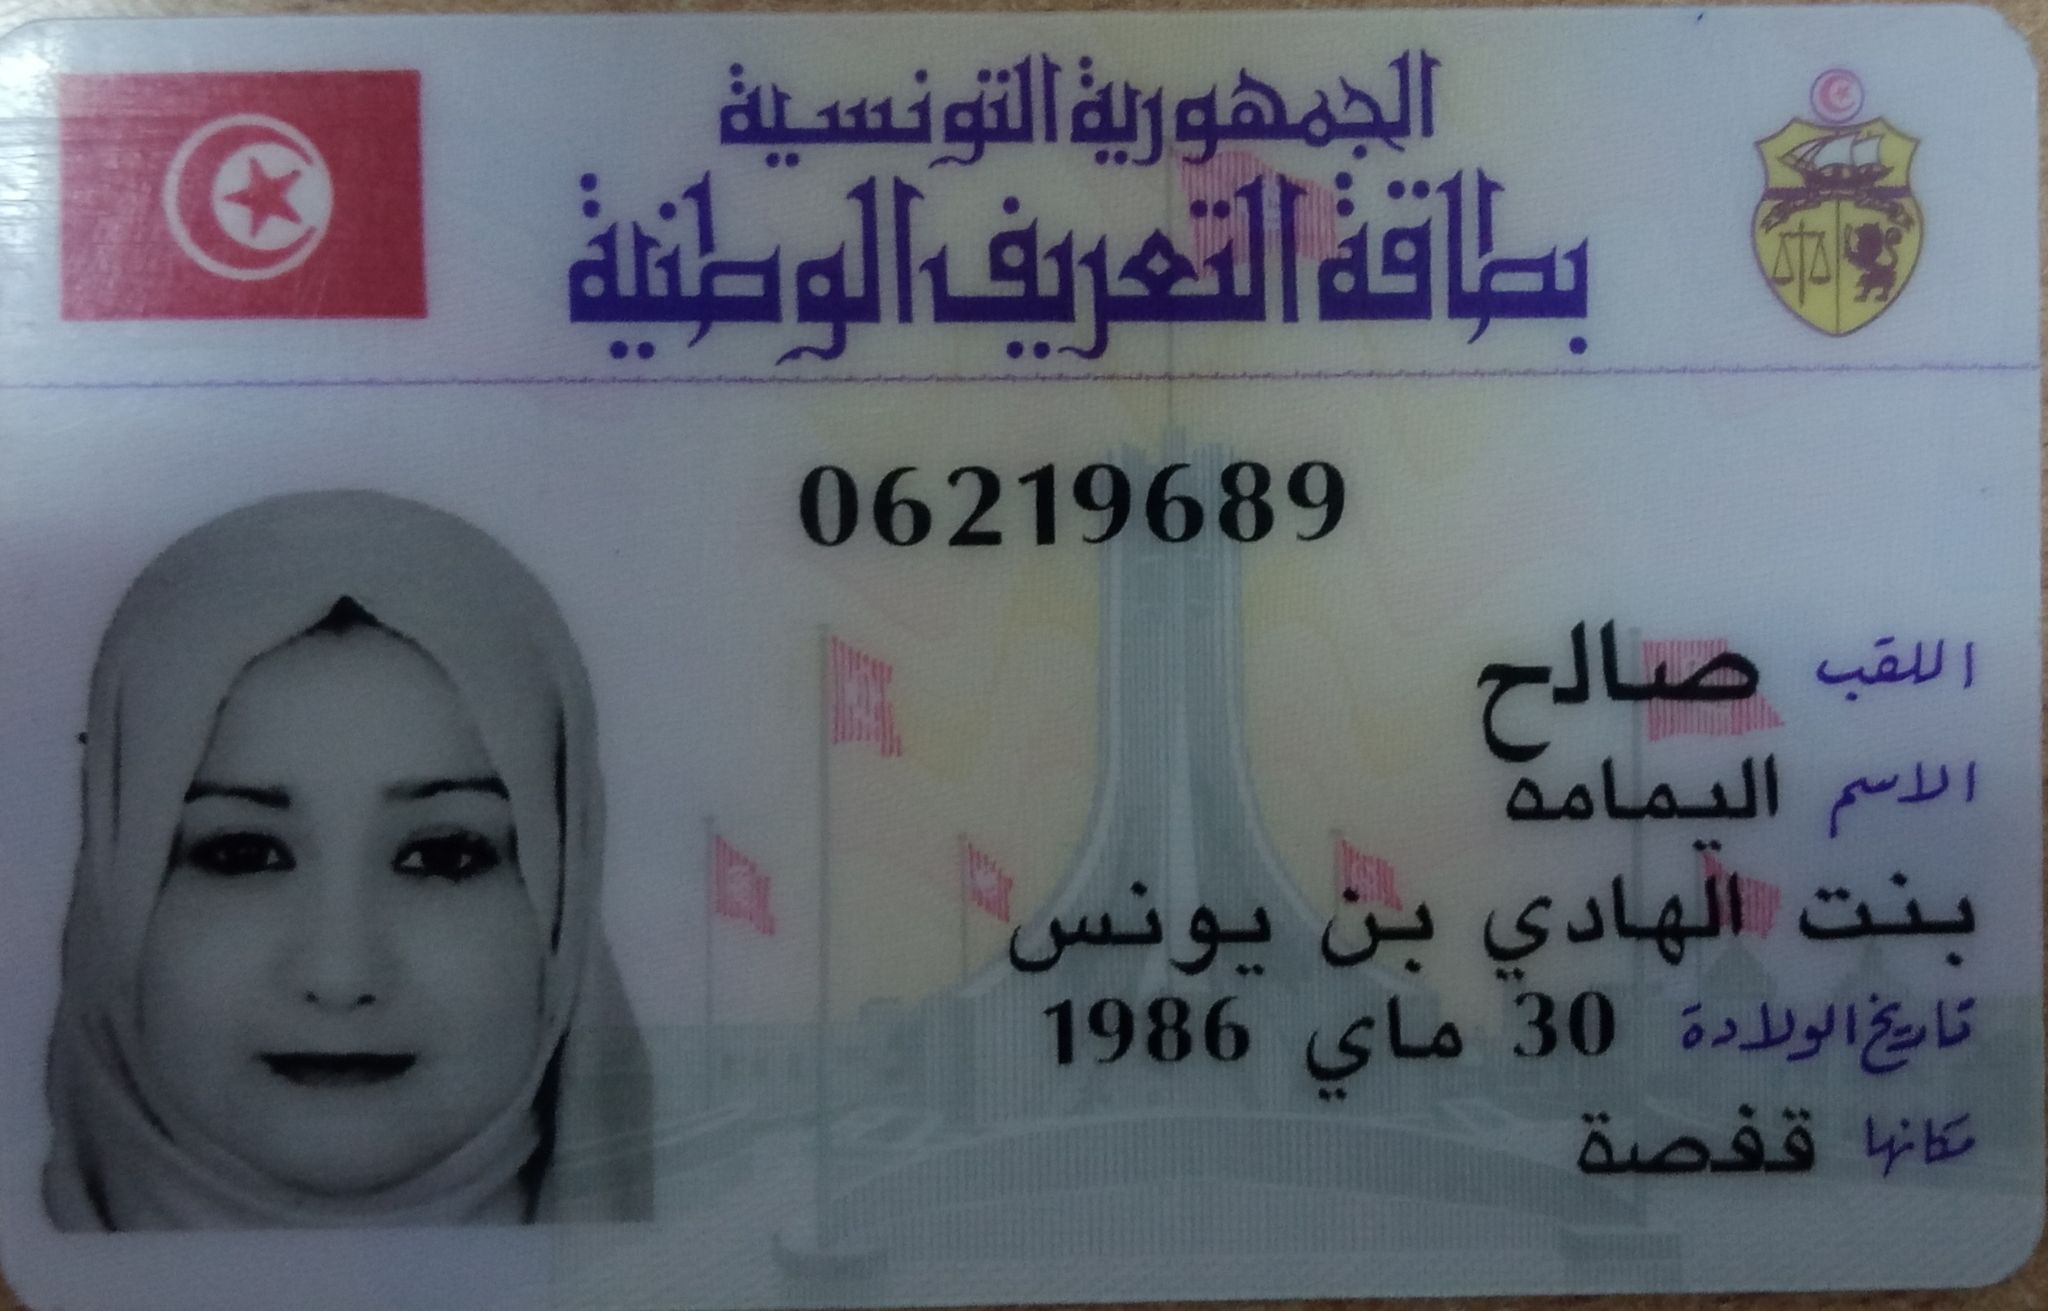 الجمهورية التونسية
بطاقة التعريف الوطنية
06219689
اللقب صالح
الاسم اليمامه
بنت الهادي بن يونس
تاريخ الولادة 30 ماي 1986
مكانها قفصة